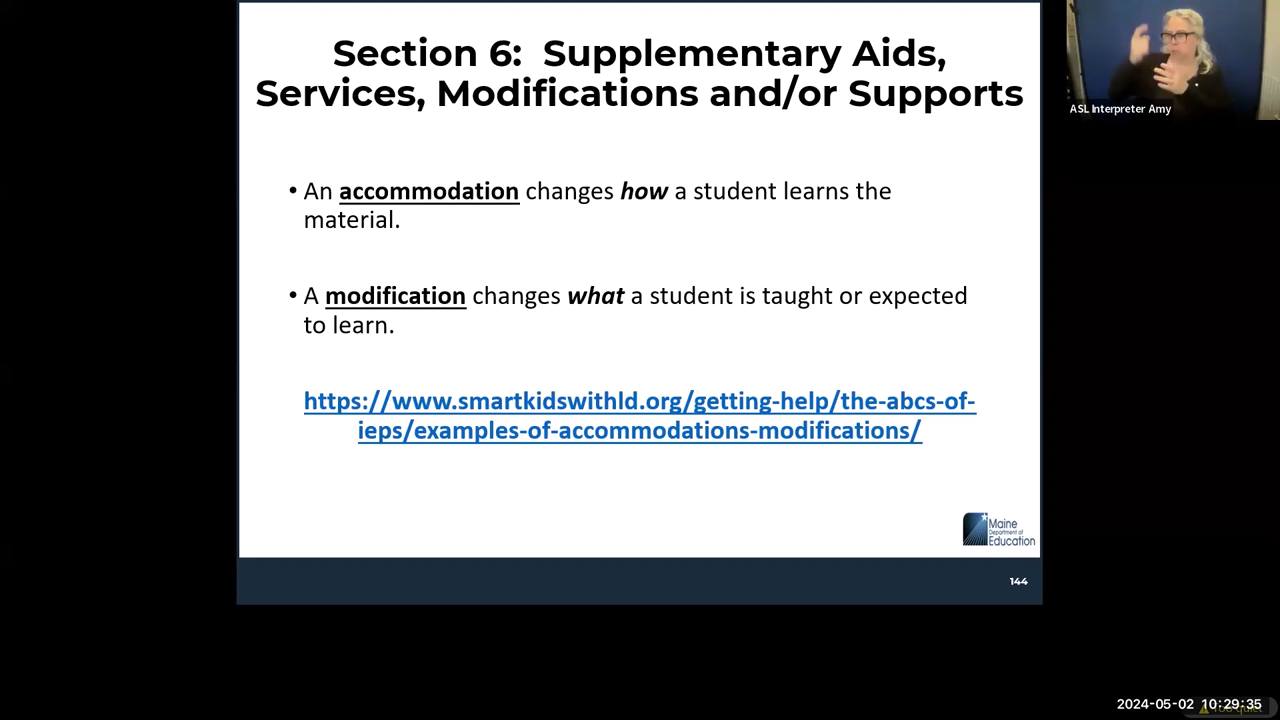 Section 6:  Supplementary Aids,
Services, Modifications and/or Supports
• An accommodation changes how a student learns the
material.
• A modification changes what a student is taught or expected
to learn.
https://www.smartkidswithld.org/getting-help/the-abcs-of-
ieps/examples-of-accommodations-modifications/
Maine
Department of
Education
144
ASL Interpreter Amy
2024-05-02 10:29:35